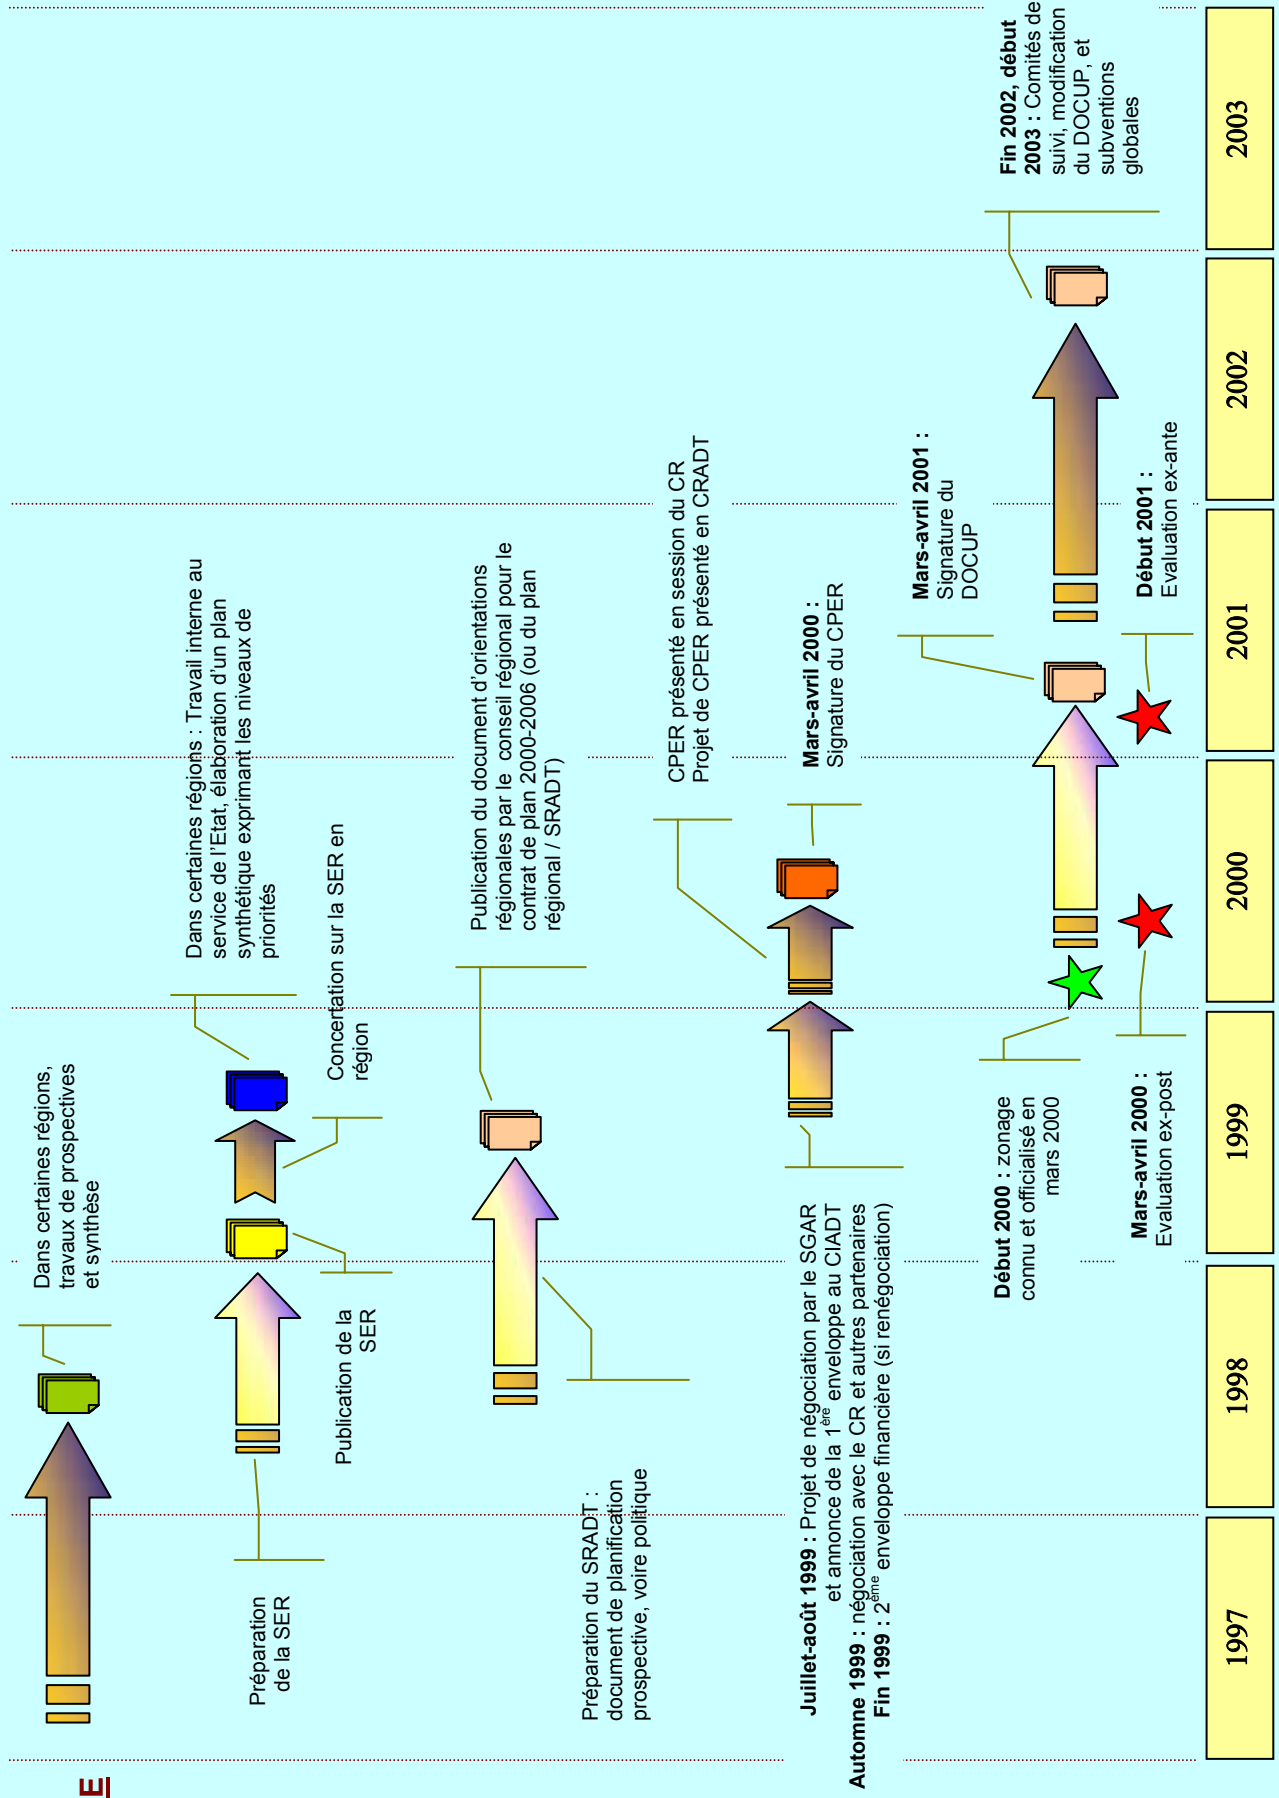 E
Dans certaines régions,
travaux de prospectives
et synthèse
Dans certaines régions : Travail interne au
service de l'Etat, élaboration d'un plan
synthétique exprimant les niveaux de
priorités
Préparation
de la SER
Publication de la
SER
Concertation sur la SER en
région
Publication du document d'orientations
régionales par le conseil régional pour le
contrat de plan 2000-2006 (ou du plan
régional / SRADT)
Préparation du SRADT :
document de planification
prospective, voire politique
CPER présenté en session du CR
Projet de CPER présenté en CRADT
Mars-avril 2000 :
Signature du CPER
Juillet-août 1999 : Projet de négociation par le SGAR
et annonce de la 1ère enveloppe au CIADT
Automne 1999 : négociation avec le CR et autres partenaires
Fin 1999 : 2ème enveloppe financière (si renégociation)
Mars-avril 2001 :
Signature du
DOCUP
Fin 2002, début
2003 : Comités de
suivi, modification
du DOCUP, et
subventions
globales
Début 2000 : zonage
connu et officialisé en
mars 2000
Mars-avril 2000 :
Evaluation ex-post
Début 2001 :
Evaluation ex-ante
1997
1998
1999
2000
2001
2002
2003